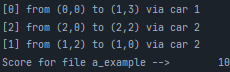 [0] from (0,0) to (1,3) via car 1
[2] from (2,0) to (2,2) via car 2
[1] from (1,2) to (1,0) via car 2
Score for a_example --> 10